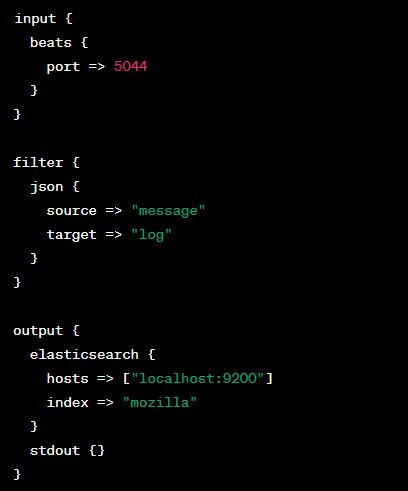 input {
  beats {
    port => 5044
  }
}

filter {
  json {
    source => "message"
    target => "log"
  }
}

output {
  elasticsearch {
    hosts => ["localhost:9200"]
    index => "mozilla"
  }
  stdout {}
}